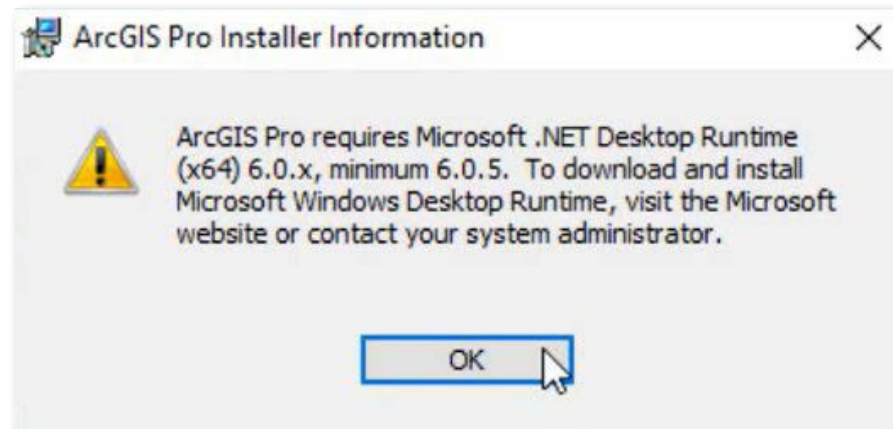 ArcGIS Pro Installer Information
ArcGIS Pro requires Microsoft .NET Desktop Runtime
(x64) 6.0.x, minimum 6.0.5. To download and install
Microsoft Windows Desktop Runtime, visit the Microsoft
website or contact your system administrator.
OK